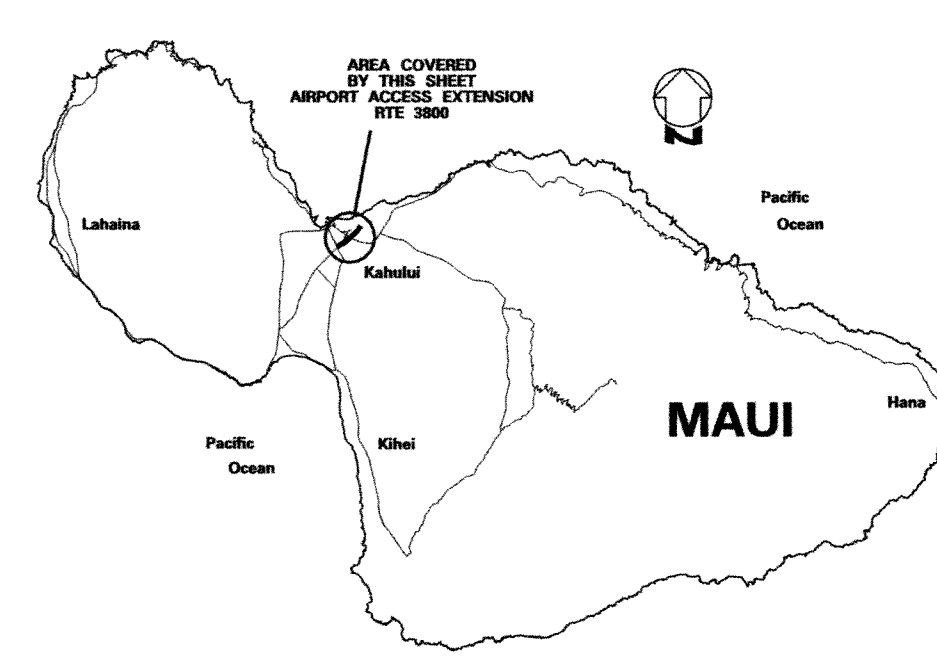 AREA COVERED
BY THIS SHEET
AIRPORT ACCESS EXTENSION
RTE 3800
N
Pacific
Ocean
Lahaina
Kahului
MAUI
Hana
Pacific
Ocean
Kihei